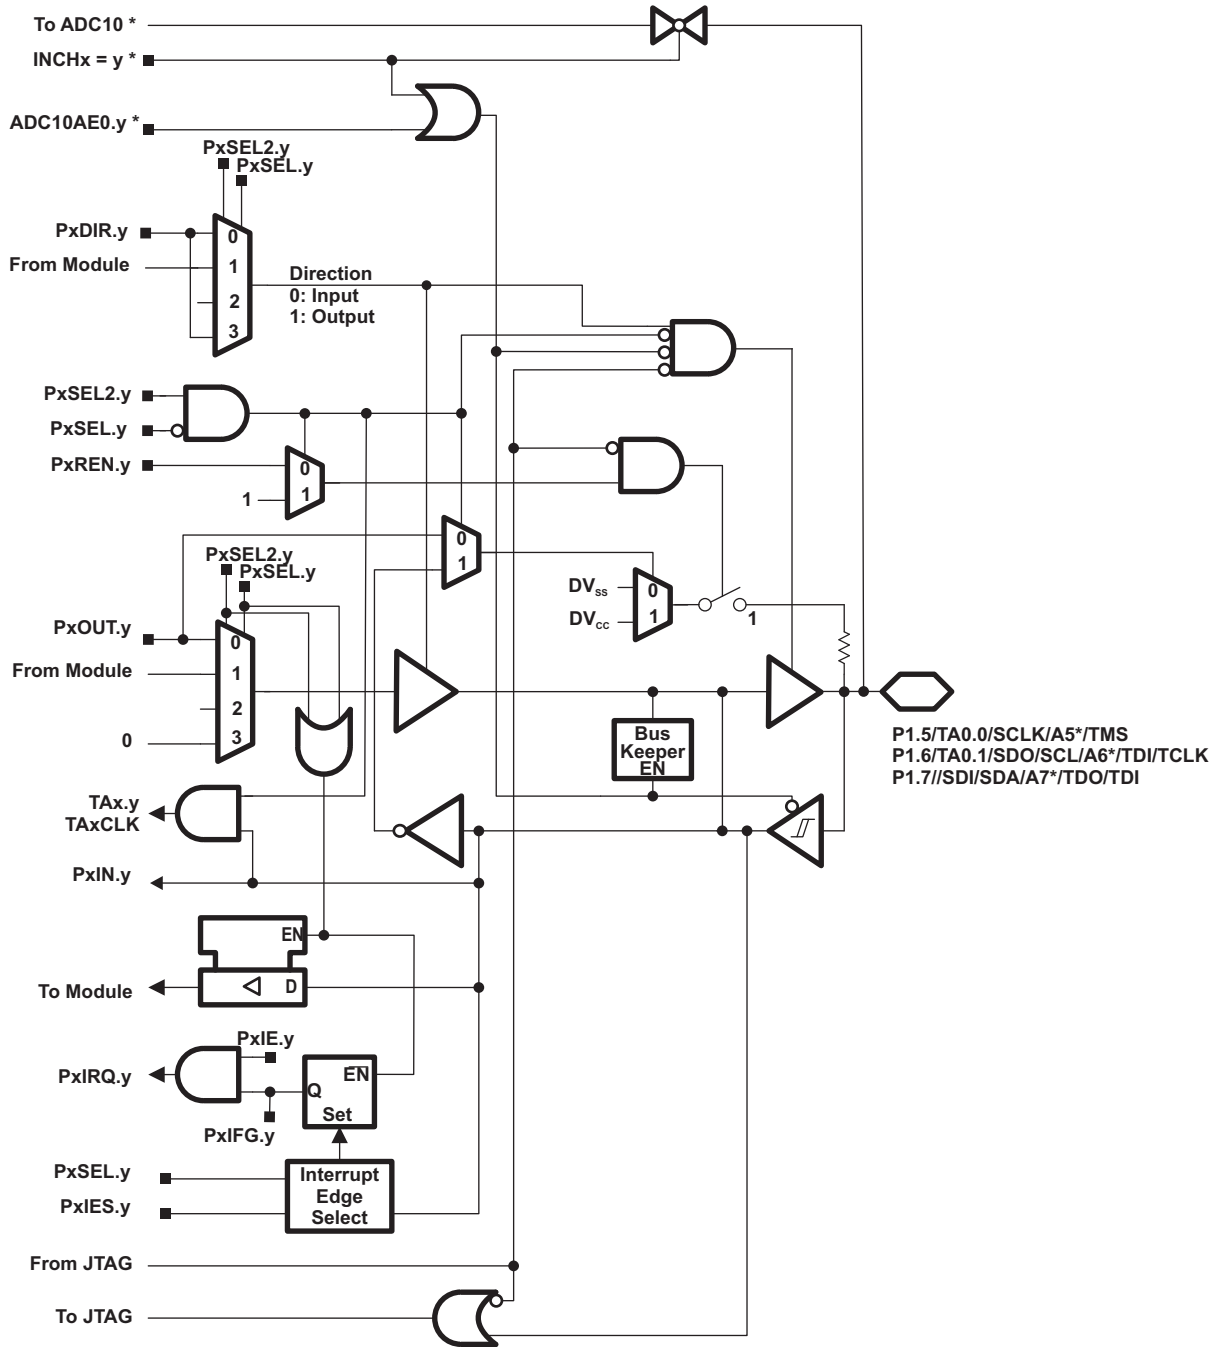 To ADC10 *
INCHx = y *
ADC10AE0.y *
PxSEL2.y
PxSEL.y
PxDIR.y
0
From Module
1
2
3
Direction
0: Input
1: Output
PxSEL2.y
PxSEL.y
PxREN.y
0
1
1
0
1
PxSEL2.y
PxSEL.y
DVSS
0
DVCC
1
1
PxOUT.y
0
From Module
1
2
0
3
Bus
Keeper
EN
P1.5/TA0.0/SCLK/A5*/TMS
P1.6/TA0.1/SDO/SCL/A6*/TDI/TCLK
P1.7//SDI/SDA/A7*/TDO/TDI
TAx.y
TAxCLK
PxIN.y
EN
To Module
D
PxIE.y
PxIRQ.y
EN
Q
Set
PxIFG.y
PxSEL.y
PxIES.y
Interrupt
Edge
Select
From JTAG
To JTAG